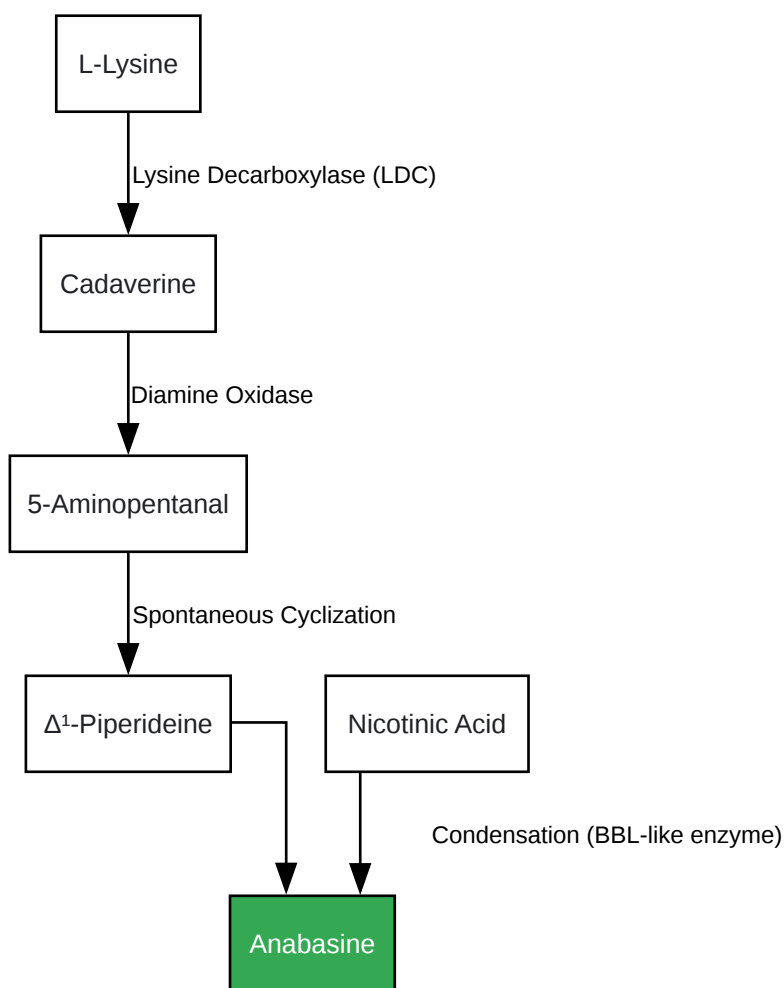 L-Lysine
Lysine Decarboxylase (LDC)
Cadaverine
Diamine Oxidase
5-Aminopentanal
Spontaneous Cyclization
Δ¹-Piperideine
Nicotinic Acid
Condensation (BBL-like enzyme)
Anabasine